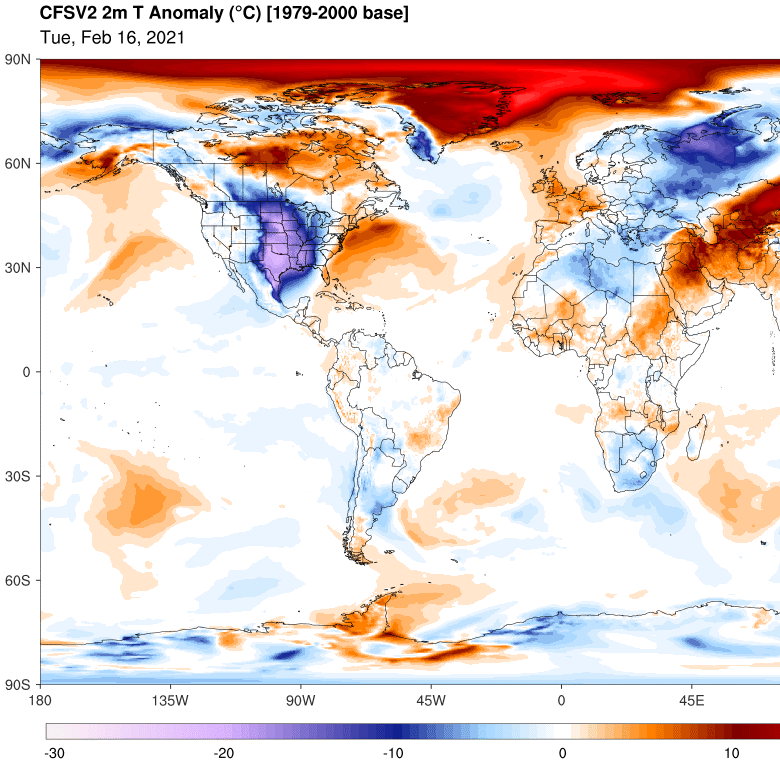 CFSV2 2m T Anomaly (°C) [1979-2000 base]
Tue, Feb 16, 2021
90N
60N
30N
0
30S
60S
90S
180 135W 90W 45W 0 45E
-30 -20 -10 0 10